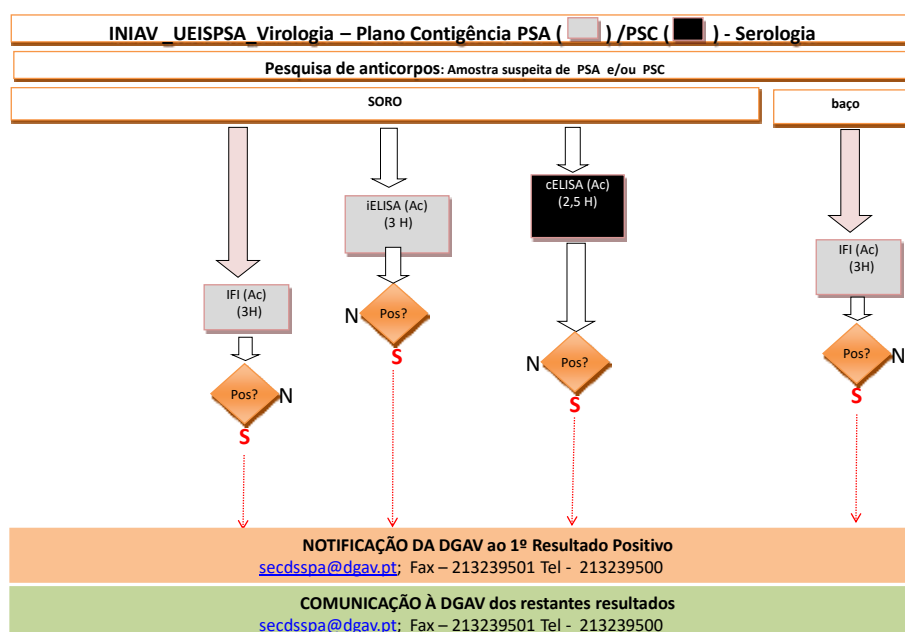 INIAV _UEISPSA_Virologia – Plano Contigência PSA ( ) /PSC ( ) - Serologia
Pesquisa de anticorpos: Amostra suspeita de PSA e/ou PSC
SORO
baço
iELISA (Ac)
(3 H)
cELISA (Ac)
(2,5 H)
IFI (Ac)
(3H)
IFI (Ac)
(3H)
N Pos?
S
Pos? N
S
N Pos?
S
Pos? N
S
NOTIFICAÇÃO DA DGAV ao 1º Resultado Positivo
secdsspa@dgav.pt; Fax – 213239501 Tel - 213239500
COMUNICAÇÃO À DGAV dos restantes resultados
secdsspa@dgav.pt; Fax – 213239501 Tel - 213239500